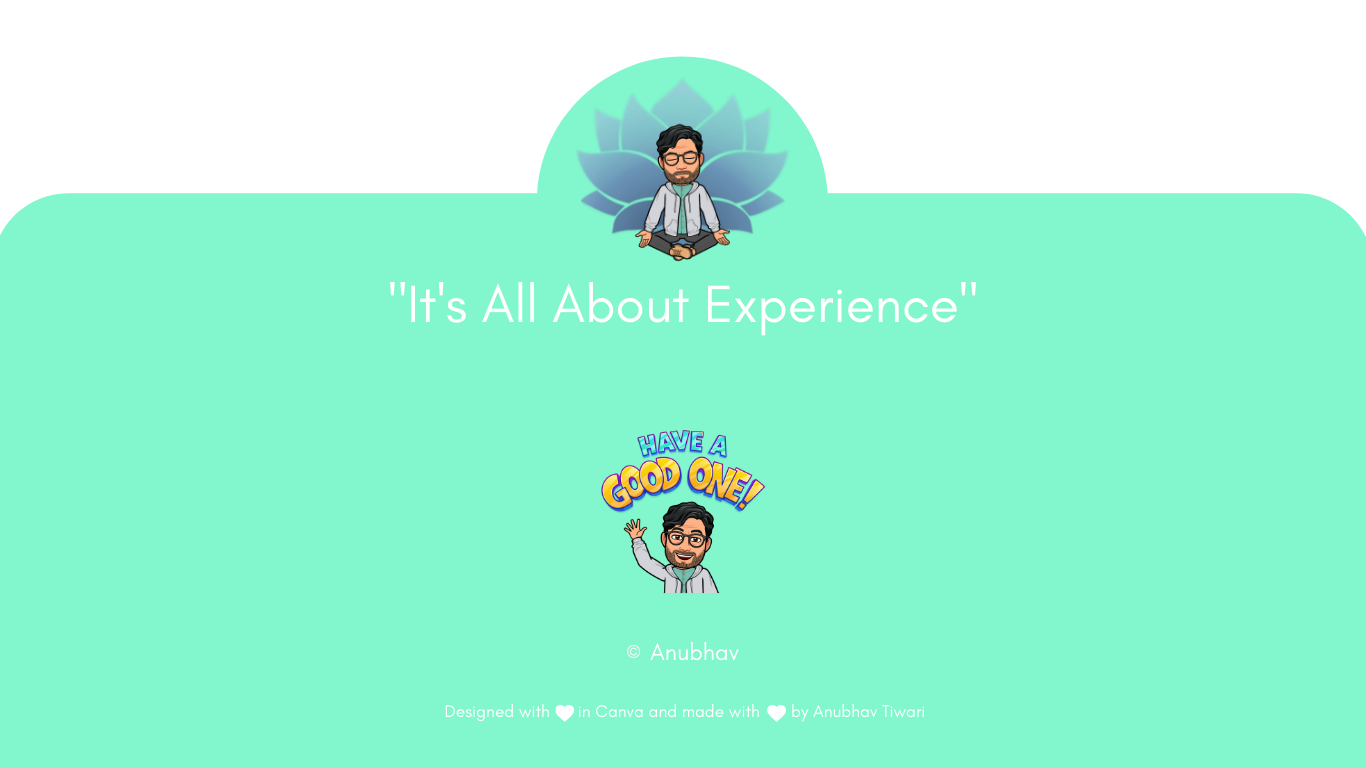 "It's All About Experience"
HAVE A
GOOD ONE!
© Anubhav
Designed with ♥ in Canva and made with ♥ by Anubhav Tiwari